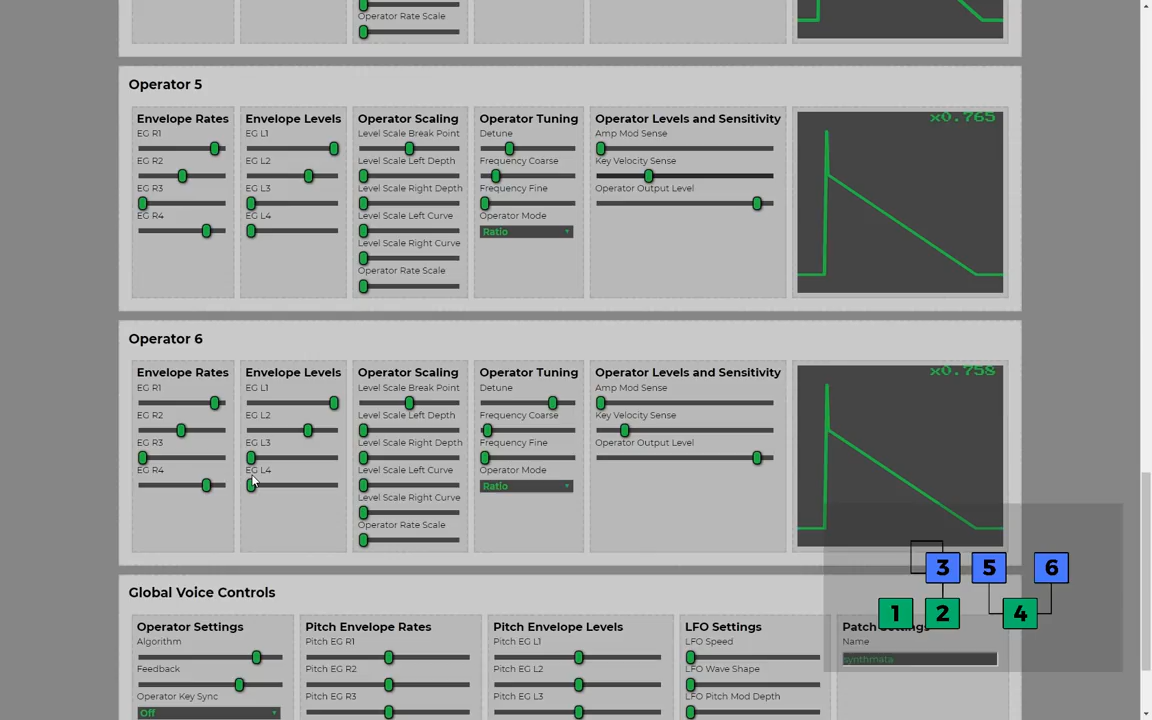 Operator Rate Scale
Operator 5
Envelope Rates
EG R1
EG R2
EG R3
EG R4
Envelope Levels
EG L1
EG L2
EG L3
EG L4
Operator Scaling
Level Scale Break Point
Level Scale Left Depth
Level Scale Right Depth
Level Scale Left Curve
Level Scale Right Curve
Operator Rate Scale
Operator Tuning
Detune
Frequency Coarse
Frequency Fine
Operator Mode
Ratio
Operator Levels and Sensitivity
Amp Mod Sense
Key Velocity Sense
Operator Output Level
x0.765
Operator 6
Envelope Rates
EG R1
EG R2
EG R3
EG R4
Envelope Levels
EG L1
EG L2
EG L3
EG L4
Operator Scaling
Level Scale Break Point
Level Scale Left Depth
Level Scale Right Depth
Level Scale Left Curve
Level Scale Right Curve
Operator Rate Scale
Operator Tuning
Detune
Frequency Coarse
Frequency Fine
Operator Mode
Ratio
Operator Levels and Sensitivity
Amp Mod Sense
Key Velocity Sense
Operator Output Level
x0.758
3 5 6
1 2 4
Global Voice Controls
Operator Settings
Algorithm
Feedback
Operator Key Sync
Off
Pitch Envelope Rates
Pitch EG R1
Pitch EG R2
Pitch EG R3
Pitch Envelope Levels
Pitch EG L1
Pitch EG L2
Pitch EG L3
LFO Settings
LFO Speed
LFO Wave Shape
LFO Pitch Mod Depth
Patch Settings
Name
synthmata